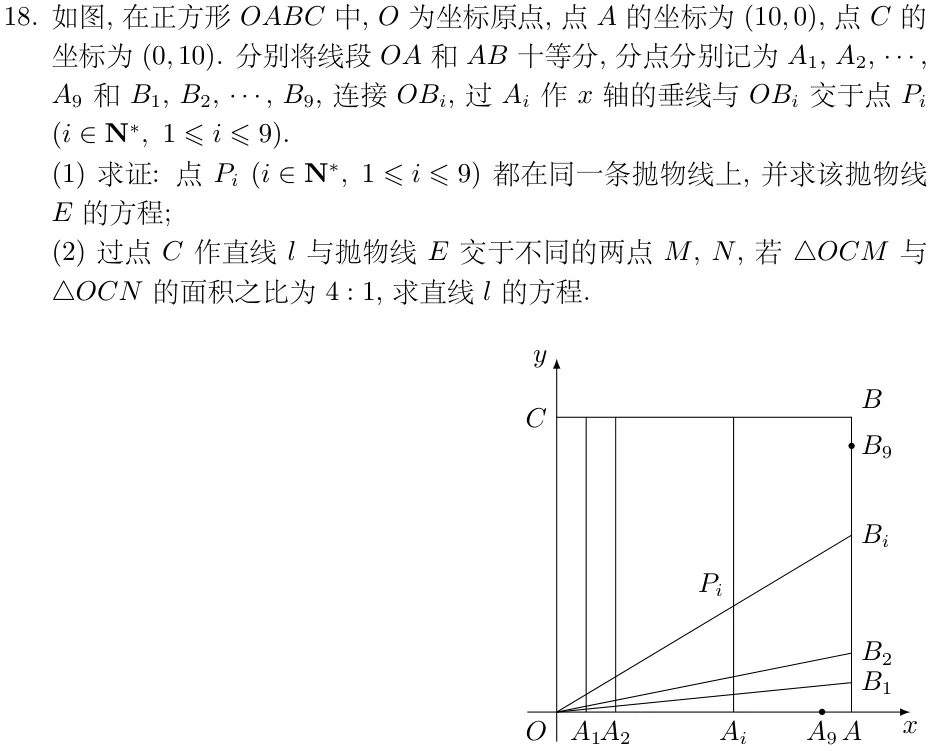 18. 如图, 在正方形 OABC 中, O 为坐标原点, 点 A 的坐标为 (10, 0), 点 C 的
坐标为 (0, 10). 分别将线段 OA 和 AB 十等分, 分点分别记为 A₁, A₂, ⋯,
A₉ 和 B₁, B₂, ⋯, B₉, 连接 OBᵢ, 过 Aᵢ 作 x 轴的垂线与 OBᵢ 交于点 Pᵢ
(i ∈ N*, 1 ⩽ i ⩽ 9).
(1) 求证: 点 Pᵢ (i ∈ N*, 1 ⩽ i ⩽ 9) 都在同一条抛物线上, 并求该抛物线
E 的方程;
(2) 过点 C 作直线 l 与抛物线 E 交于不同的两点 M, N, 若 △OCM 与
△OCN 的面积之比为 4 : 1, 求直线 l 的方程.
y
B
C
B₉
Bᵢ
Pᵢ
B₂
B₁
O A₁ A₂ Aᵢ A₉ A x